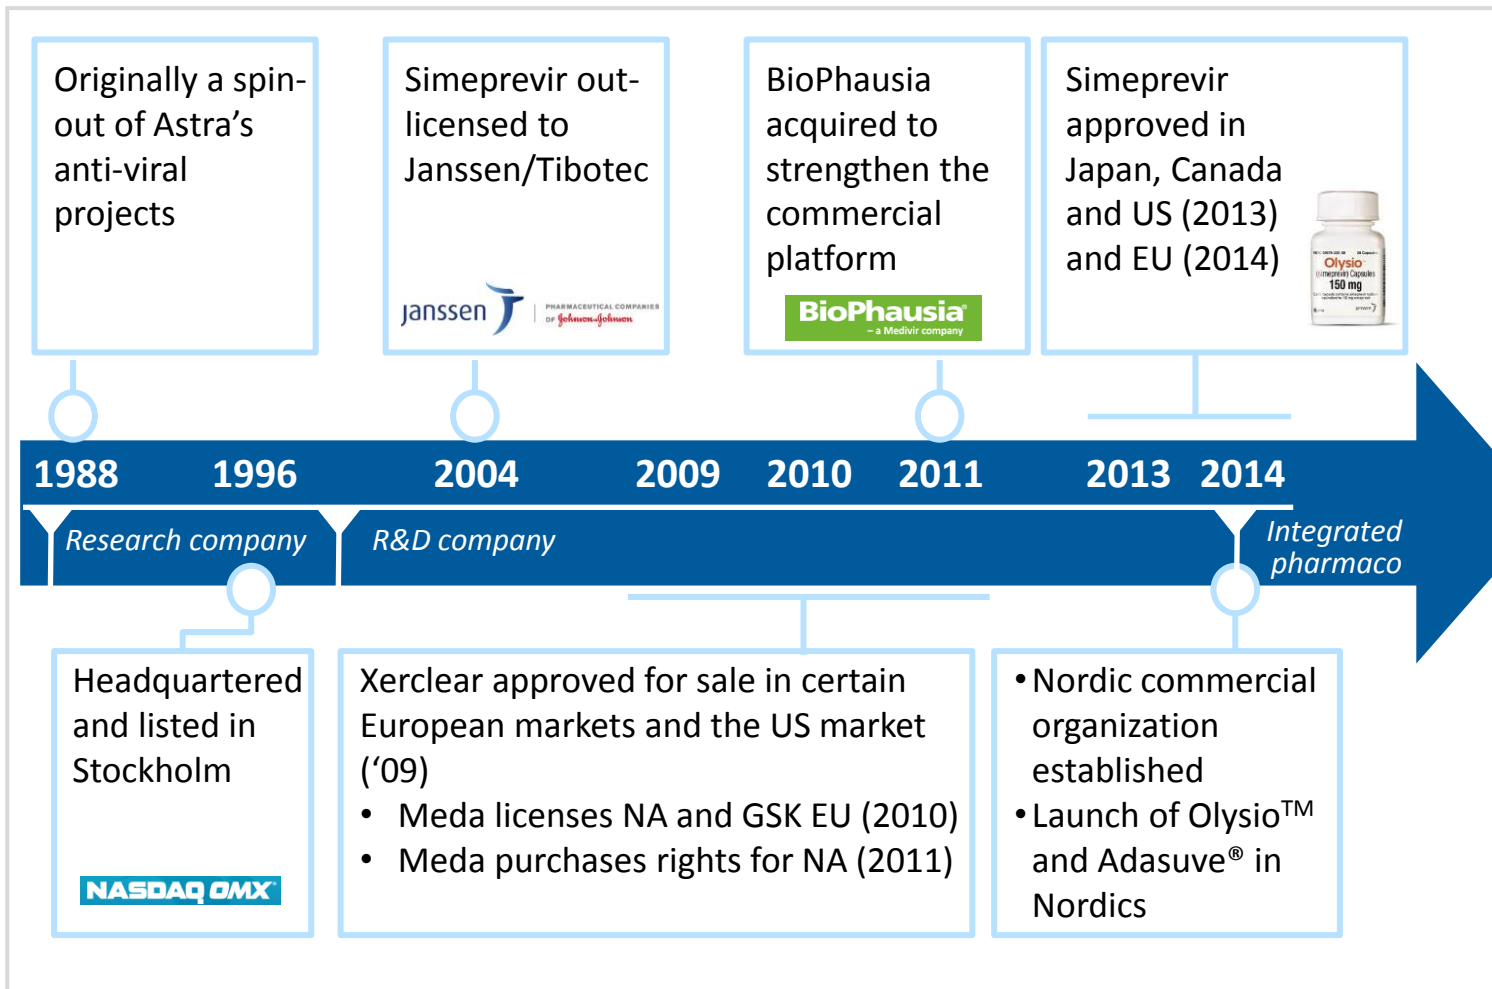 Originally a spin-
out of Astra’s
anti-viral
projects
Simeprevir out-
licensed to
Janssen/Tibotec
janssen
PHARMACEUTICAL COMPANIES
OF Johnson&Johnson
BioPhausia
acquired to
strengthen the
commercial
platform
BioPhausia®
– a Medivir company
Simeprevir
approved in
Japan, Canada
and US (2013)
and EU (2014)
Olysio™
(simeprevir) Capsules
150 mg
1988 1996 2004 2009 2010 2011 2013 2014
Research company
R&D company
Integrated
pharmaco
Headquartered
and listed in
Stockholm
NASDAQ OMX
Xerclear approved for sale in certain
European markets and the US market
(‘09)
• Meda licenses NA and GSK EU (2010)
• Meda purchases rights for NA (2011)
• Nordic commercial
organization
established
• Launch of Olysio™
and Adasuve® in
Nordics